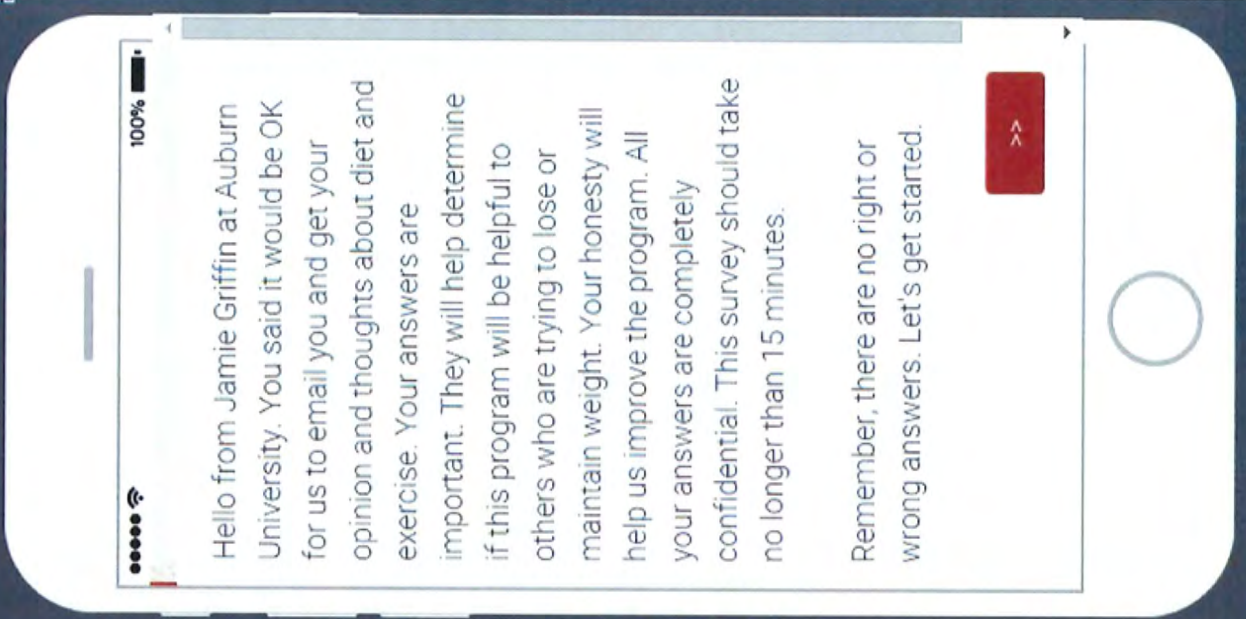 100%
Hello from Jamie Griffin at Auburn
University. You said it would be OK
for us to email you and get your
opinion and thoughts about diet and
exercise. Your answers are
important. They will help determine
if this program will be helpful to
others who are trying to lose or
maintain weight. Your honesty will
help us improve the program. All
your answers are completely
confidential. This survey should take
no longer than 15 minutes.
Remember, there are no right or
wrong answers. Let's get started.
>>